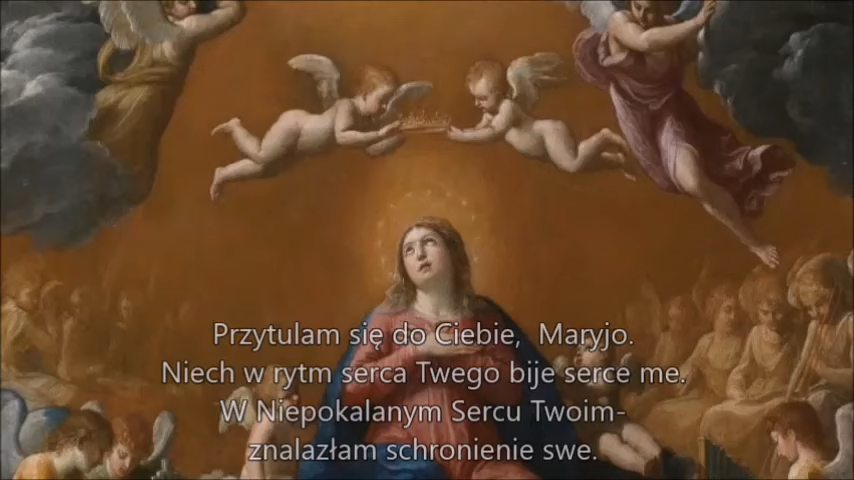 Przytulam się do Ciebie,  Maryjo.
Niech w rytm serca Twego bije serce me.
W Niepokalanym Sercu Twoim-
znalazłam schronienie swe.